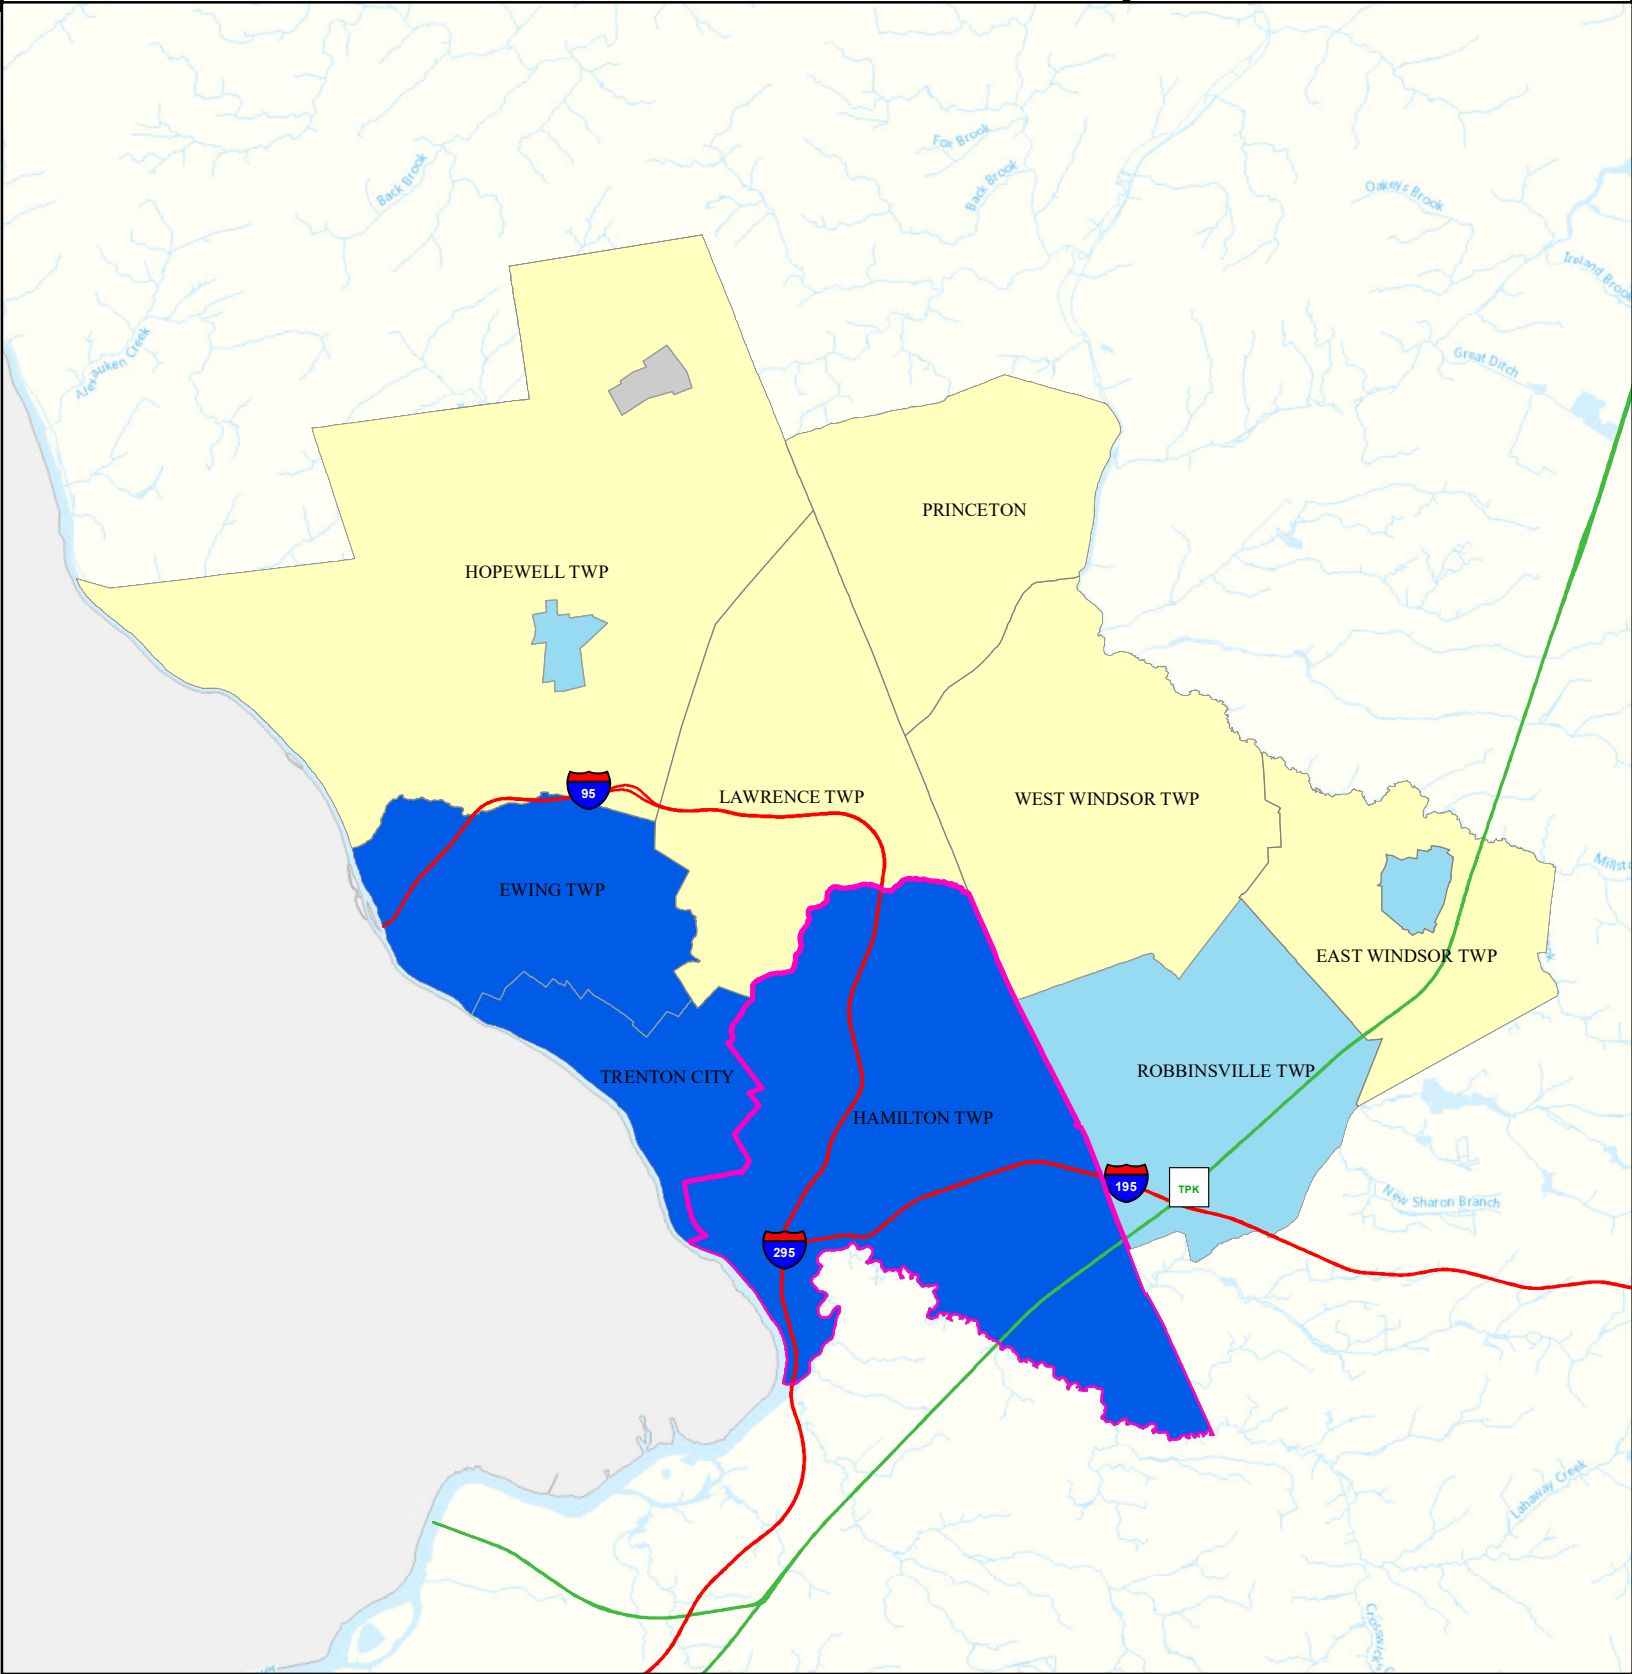 Fox Brook
Back Brook
Back Brook
Oakeys Brook
Ireland Brook
Alexauken Creek
Great Ditch
PRINCETON
HOPEWELL TWP
95
LAWRENCE TWP
WEST WINDSOR TWP
EWING TWP
EAST WINDSOR TWP
ROBBINSVILLE TWP
TRENTON CITY
HAMILTON TWP
195
TPK
New Sharon Branch
295
Lahaway Creek